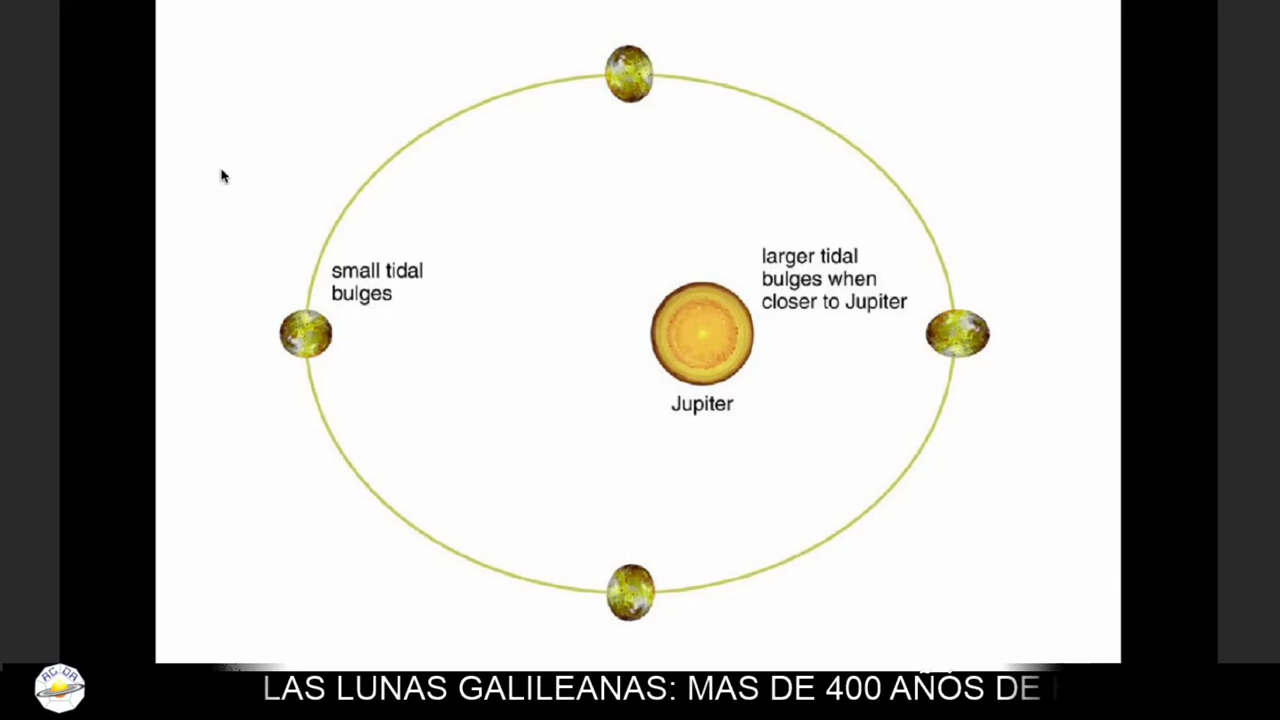 small tidal
bulges
larger tidal
bulges when
closer to Jupiter
Jupiter
ACDA
LAS LUNAS GALILEANAS: MAS DE 400 AÑOS DE